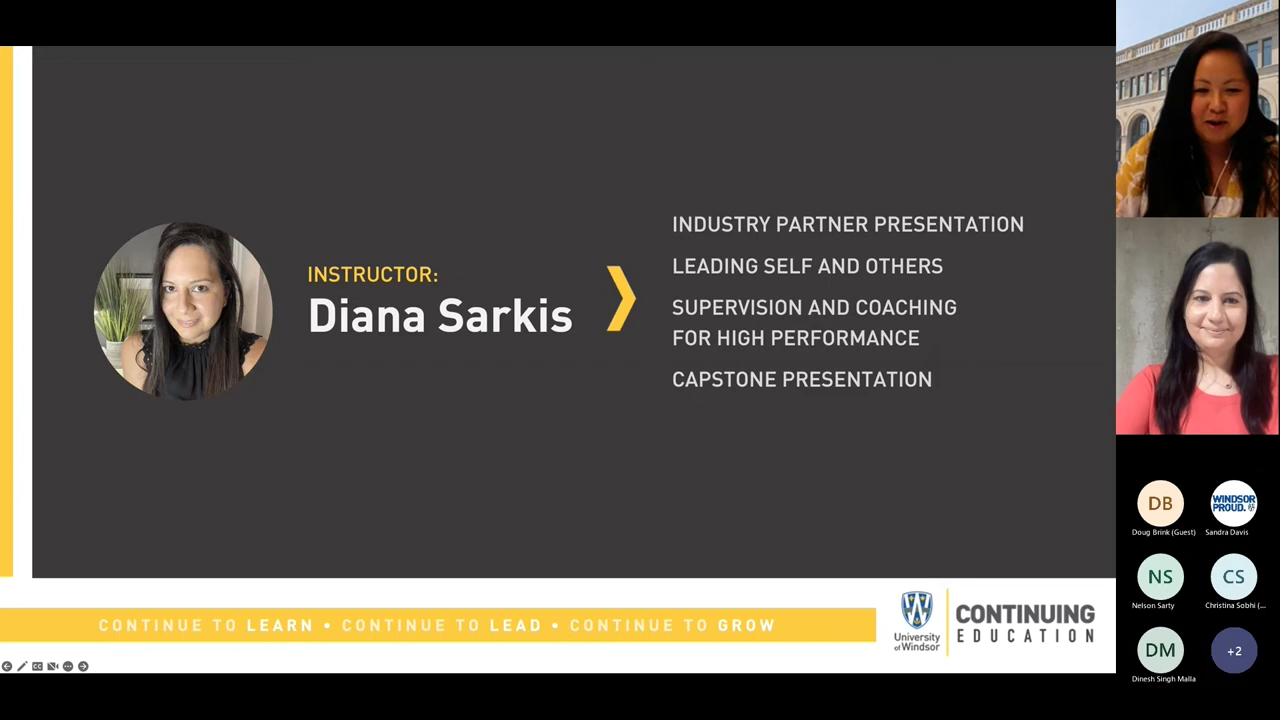 INSTRUCTOR:
Diana Sarkis
INDUSTRY PARTNER PRESENTATION
LEADING SELF AND OTHERS
SUPERVISION AND COACHING
FOR HIGH PERFORMANCE
CAPSTONE PRESENTATION
CONTINUE TO LEARN • CONTINUE TO LEAD • CONTINUE TO GROW
University
of Windsor
CONTINUING
EDUCATION
DB
Doug Brink (Guest)
WINDSOR
PROUD.
Sandra Davis
NS
Nelson Sarty
CS
Christina Sobhi (...
DM
Dinesh Singh Malla
+2